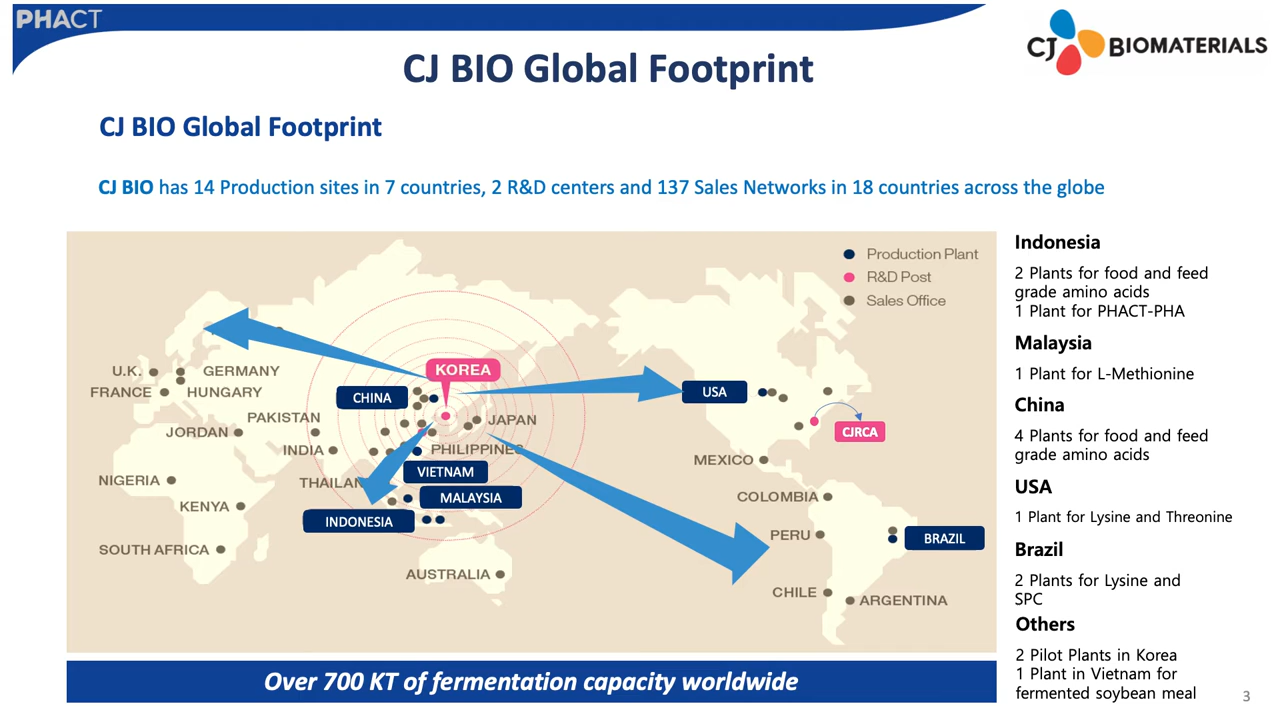 PHACT
CJ BIOMATERIALS
CJ BIO Global Footprint
CJ BIO Global Footprint
CJ BIO has 14 Production sites in 7 countries, 2 R&D centers and 137 Sales Networks in 18 countries across the globe
Production Plant
R&D Post
Sales Office
U.K.
GERMANY
FRANCE
HUNGARY
KOREA
CHINA
USA
PAKISTAN
JAPAN
JORDAN
CJRCA
INDIA
PHILIPPINES
MEXICO
VIETNAM
NIGERIA
THAILAN
MALAYSIA
COLOMBIA
KENYA
INDONESIA
PERU
BRAZIL
SOUTH AFRICA
AUSTRALIA
CHILE
ARGENTINA
Over 700 KT of fermentation capacity worldwide
Indonesia
2 Plants for food and feed
grade amino acids
1 Plant for PHACT-PHA
Malaysia
1 Plant for L-Methionine
China
4 Plants for food and feed
grade amino acids
USA
1 Plant for Lysine and Threonine
Brazil
2 Plants for Lysine and
SPC
Others
2 Pilot Plants in Korea
1 Plant in Vietnam for
fermented soybean meal
3